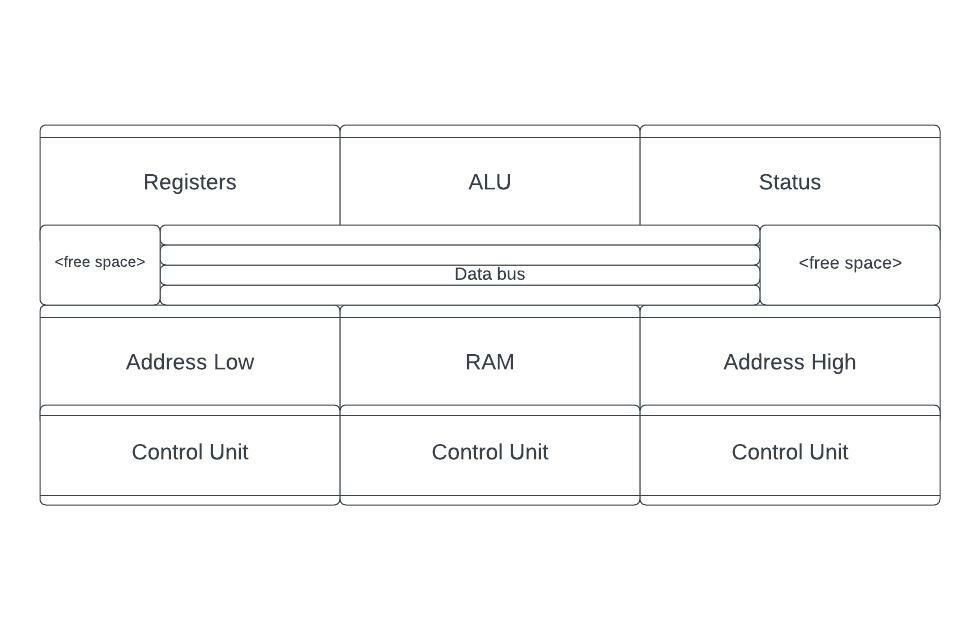 Registers
ALU
Status
<free space>
Data bus
<free space>
Address Low
RAM
Address High
Control Unit
Control Unit
Control Unit